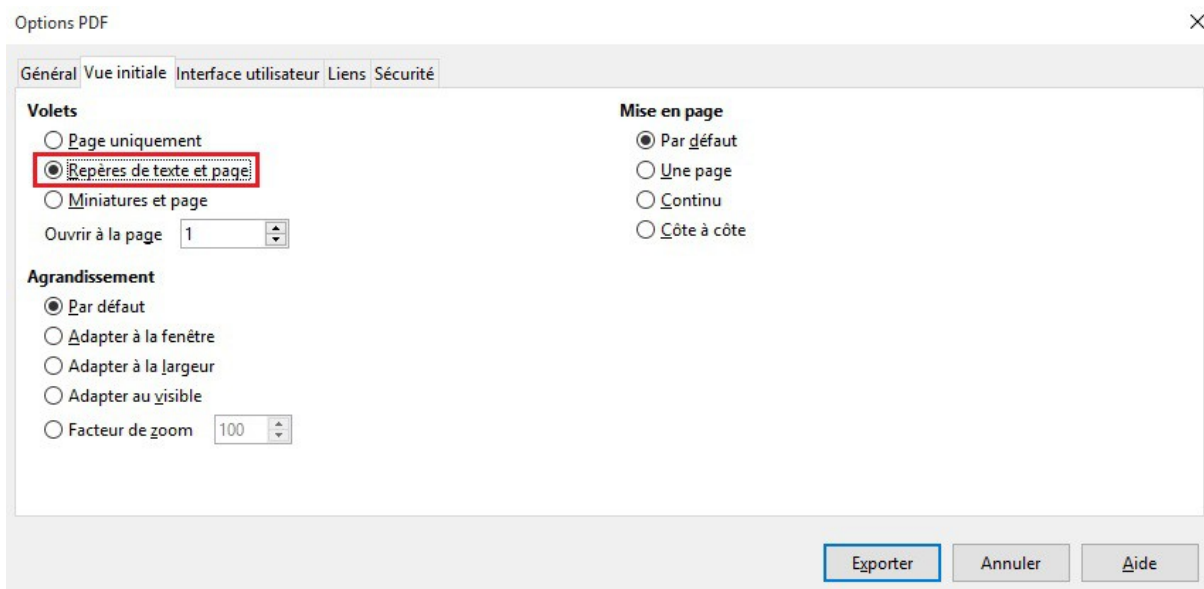 Options PDF
Général Vue initiale Interface utilisateur Liens Sécurité
Volets
Page uniquement
Repères de texte et page
Miniatures et page
Ouvrir à la page 1
Agrandissement
Par défaut
Adapter à la fenêtre
Adapter à la largeur
Adapter au visible
Facteur de zoom 100
Mise en page
Par défaut
Une page
Continu
Côte à côte
Exporter Annuler Aide